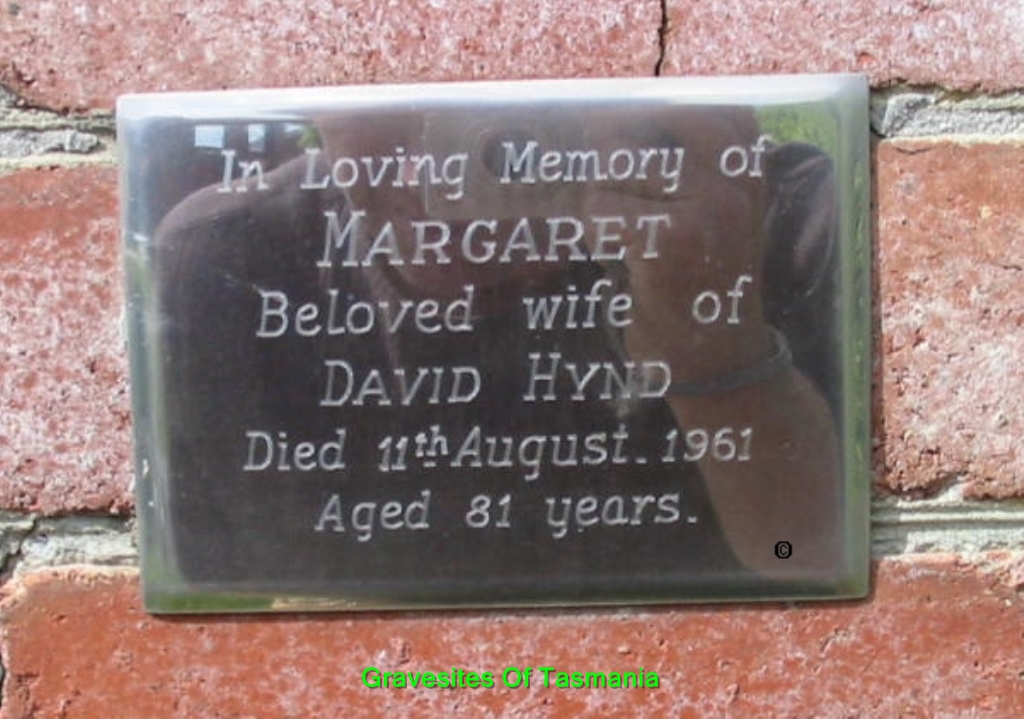 In Loving Memory of
MARGARET
Beloved wife of
DAVID HYND
Died 11th August. 1961
Aged 81 years.
©
Gravesites Of Tasmania